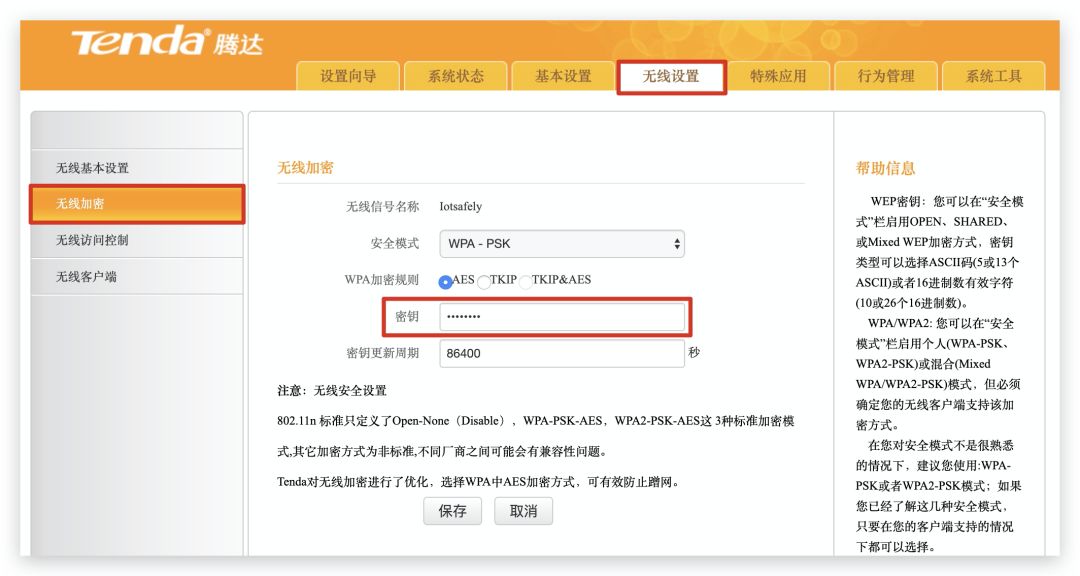 Tenda® 腾达
设置向导 系统状态 基本设置 无线设置 特殊应用 行为管理 系统工具
无线基本设置
无线加密
无线访问控制
无线客户端
无线加密
无线信号名称 Iotsafely
安全模式 WPA - PSK
WPA加密规则 AES TKIP TKIP&AES
密钥 ••••••••
密钥更新周期 86400 秒
注意：无线安全设置
802.11n 标准只定义了Open-None（Disable），WPA-PSK-AES，WPA2-PSK-AES这 3种标准加密模
式,其它加密方式为非标准,不同厂商之间可能会有兼容性问题。
Tenda对无线加密进行了优化，选择WPA中AES加密方式，可有效防止蹭网。
保存 取消
帮助信息
WEP密钥：您可以在“安全模
式”栏启用OPEN、SHARED、
或Mixed WEP加密方式，密钥
类型可以选择ASCII码(5或13个
ASCII)或者16进制数有效字符
(10或26个16进制数)。
WPA/WPA2: 您可以在“安全
模式”栏启用个人(WPA-PSK、
WPA2-PSK)或混合(Mixed
WPA/WPA2-PSK)模式，但必须
确定您的无线客户端支持该加
密方式。
在您对安全模式不是很熟悉
的情况下，建议您使用:WPA-
PSK或者WPA2-PSK模式；如果
您已经了解这几种安全模式，
只要在您的客户端支持的情况
下都可以选择。